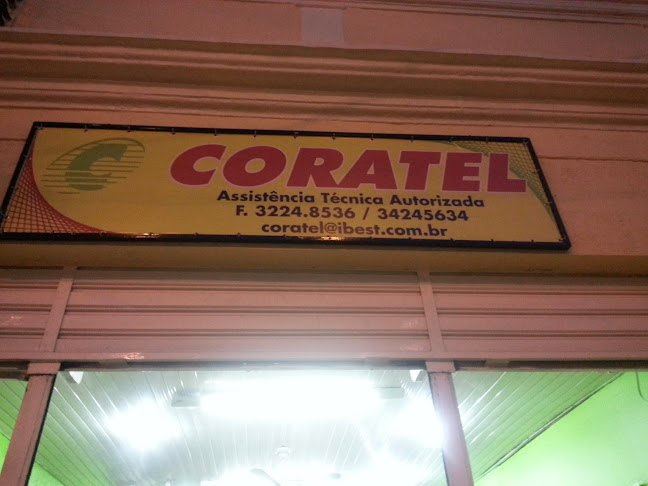 C CORATEL
Assistência Técnica Autorizada
F. 3224.8536 / 34245634
coratel@ibest.com.br